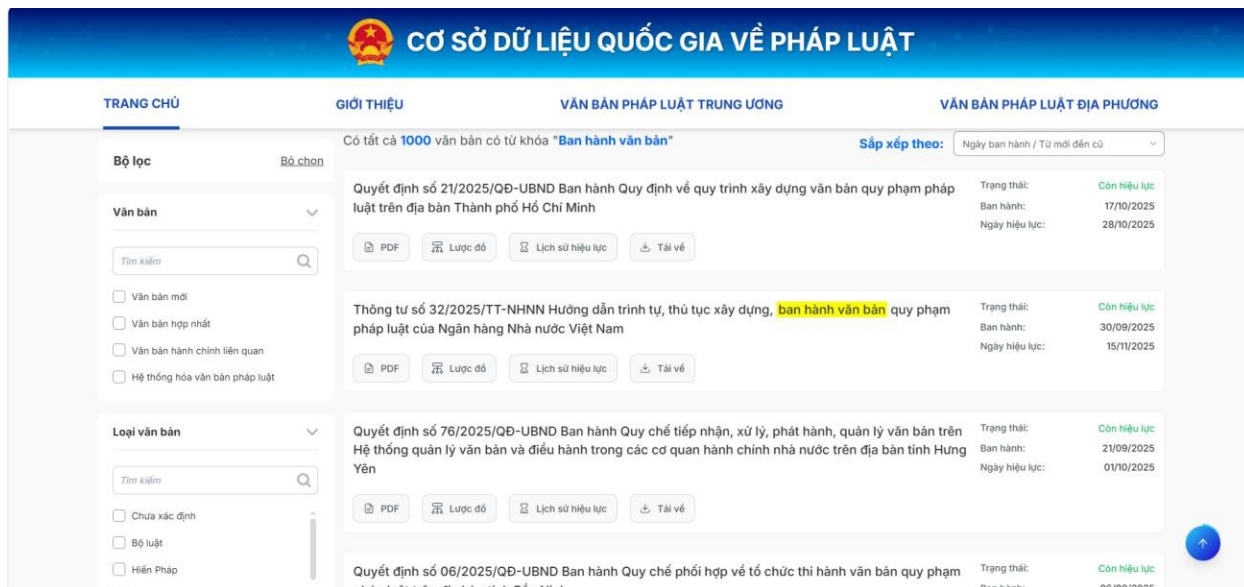 CƠ SỞ DỮ LIỆU QUỐC GIA VỀ PHÁP LUẬT
TRANG CHỦ
GIỚI THIỆU
VĂN BẢN PHÁP LUẬT TRUNG ƯƠNG
VĂN BẢN PHÁP LUẬT ĐỊA PHƯƠNG
Bộ lọc
Bỏ chọn
Văn bản
Tìm kiếm
Văn bản mới
Văn bản hợp nhất
Văn bản hành chính liên quan
Hệ thống hóa văn bản pháp luật
Loại văn bản
Tìm kiếm
Chưa xác định
Bộ luật
Hiến Pháp
Có tất cả 1000 văn bản có từ khóa "Ban hành văn bản"
Sắp xếp theo:
Ngày ban hành / Từ mới đến cũ
Quyết định số 21/2025/QĐ-UBND Ban hành Quy định về quy trình xây dựng văn bản quy phạm pháp
luật trên địa bàn Thành phố Hồ Chí Minh
Trạng thái: Còn hiệu lực
Ban hành: 17/10/2025
Ngày hiệu lực: 28/10/2025
PDF Lược đồ Lịch sử hiệu lực Tải về
Thông tư số 32/2025/TT-NHNN Hướng dẫn trình tự, thủ tục xây dựng, ban hành văn bản quy phạm
pháp luật của Ngân hàng Nhà nước Việt Nam
Trạng thái: Còn hiệu lực
Ban hành: 30/09/2025
Ngày hiệu lực: 15/11/2025
PDF Lược đồ Lịch sử hiệu lực Tải về
Quyết định số 76/2025/QĐ-UBND Ban hành Quy chế tiếp nhận, xử lý, phát hành, quản lý văn bản trên
Hệ thống quản lý văn bản và điều hành trong các cơ quan hành chính nhà nước trên địa bàn tỉnh Hưng
Yên
Trạng thái: Còn hiệu lực
Ban hành: 21/09/2025
Ngày hiệu lực: 01/10/2025
PDF Lược đồ Lịch sử hiệu lực Tải về
Quyết định số 06/2025/QĐ-UBND Ban hành Quy chế phối hợp về tổ chức thi hành văn bản quy phạm
Trạng thái: Còn hiệu lực